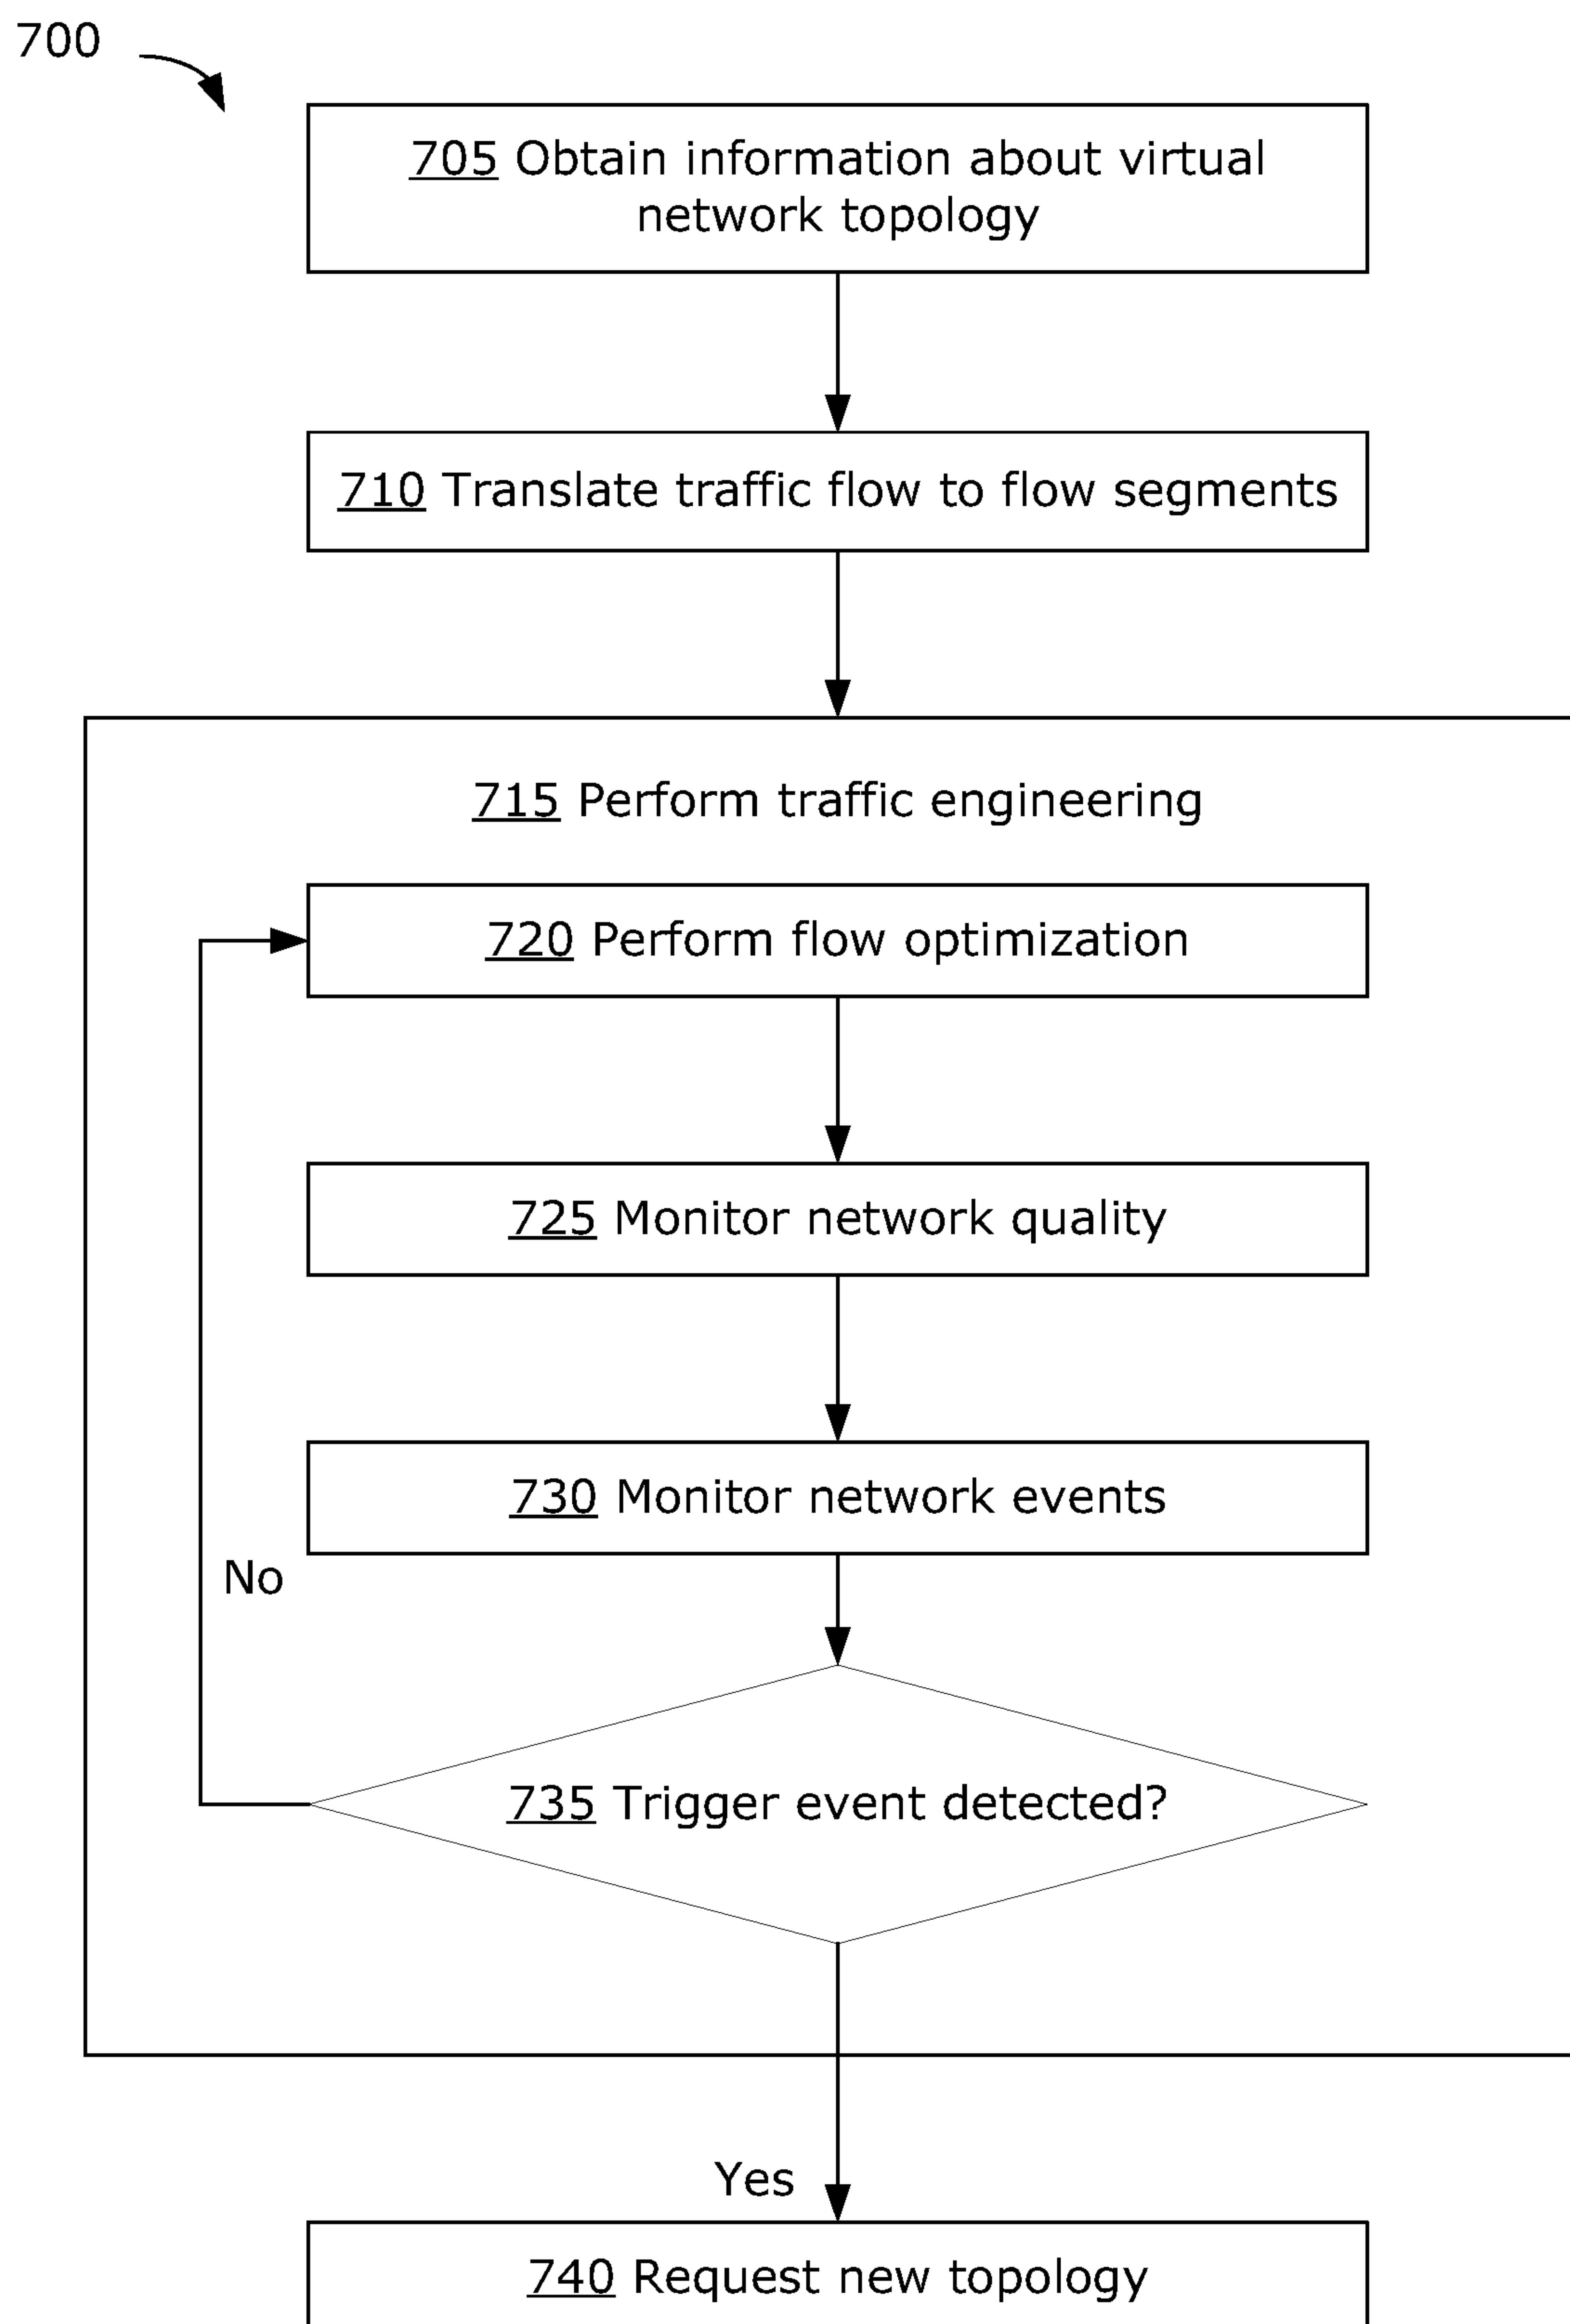 700
705 Obtain information about virtual
network topology
710 Translate traffic flow to flow segments
715 Perform traffic engineering
720 Perform flow optimization
725 Monitor network quality
730 Monitor network events
No
735 Trigger event detected?
Yes
740 Request new topology